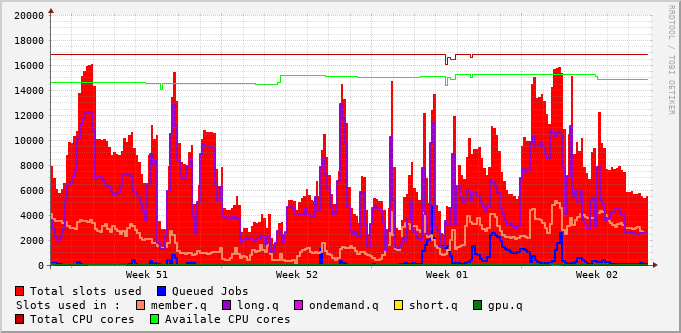 20000
18000
16000
14000
12000
10000
8000
6000
4000
2000
0
Week 51 Week 52 Week 01 Week 02
Total slots used Queued Jobs
Slots used in : member.q long.q ondemand.q short.q gpu.q
Total CPU cores Availale CPU cores
RRDTOOL / TOBI OETIKER